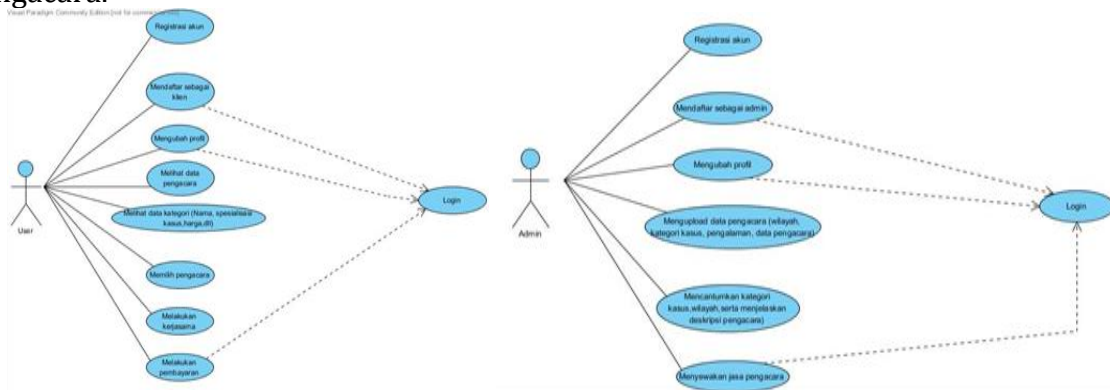 ngacara.
Visual Paradigm Community Edition [not for commercial use]
Registrasi akun
Mendaftar sebagai
klien
Mengubah profil
Melihat data
pengacara
Melihat data kategori (Nama, spesialisasi
kasus,harga,dll)
Memilih pengacara
Melakukan
kerjasama
Melakukan
pembayaran
User
Login
Registrasi akun
Mendaftar sebagai admin
Mengubah profil
Mengupload data pengacara (wilayah,
kategori kasus, pengalaman, data pengacara)
Mencantumkan kategori
kasus,wilayah,serta menjelaskan
deskripsi pengacara)
Menyewakan jasa pengacara
Admin
Login